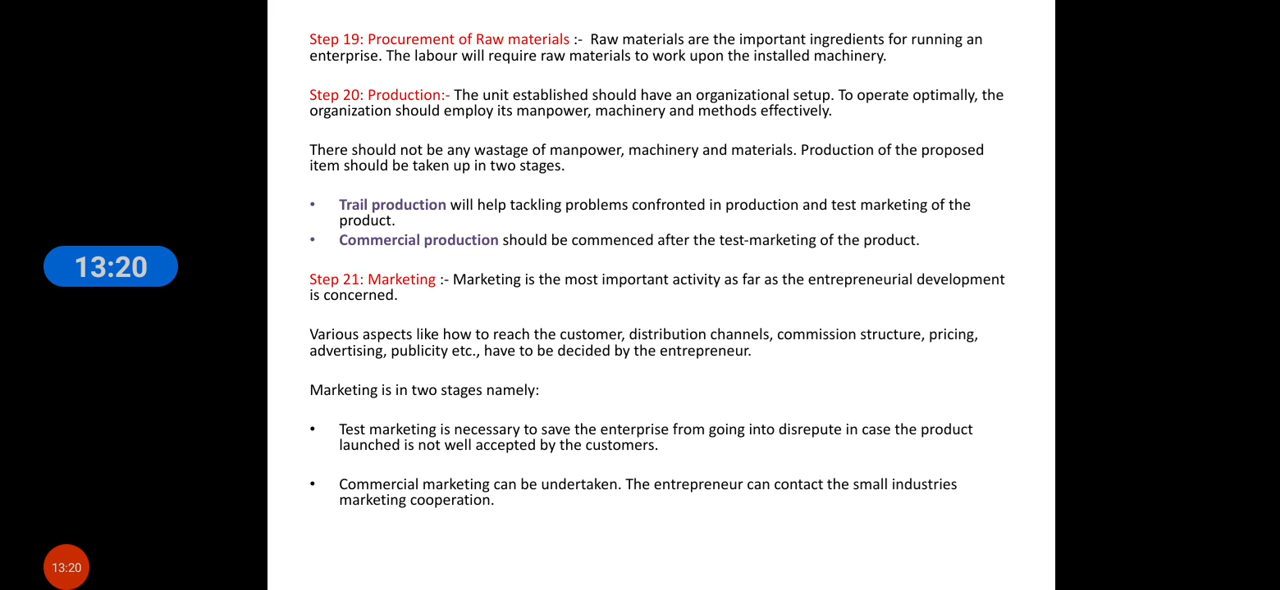 Step 19: Procurement of Raw materials :-  Raw materials are the important ingredients for running an
enterprise. The labour will require raw materials to work upon the installed machinery.
Step 20: Production:- The unit established should have an organizational setup. To operate optimally, the
organization should employ its manpower, machinery and methods effectively.
There should not be any wastage of manpower, machinery and materials. Production of the proposed
item should be taken up in two stages.
• Trail production will help tackling problems confronted in production and test marketing of the
product.
• Commercial production should be commenced after the test-marketing of the product.
13:20
Step 21: Marketing :- Marketing is the most important activity as far as the entrepreneurial development
is concerned.
Various aspects like how to reach the customer, distribution channels, commission structure, pricing,
advertising, publicity etc., have to be decided by the entrepreneur.
Marketing is in two stages namely:
• Test marketing is necessary to save the enterprise from going into disrepute in case the product
launched is not well accepted by the customers.
• Commercial marketing can be undertaken. The entrepreneur can contact the small industries
marketing cooperation.
13:20